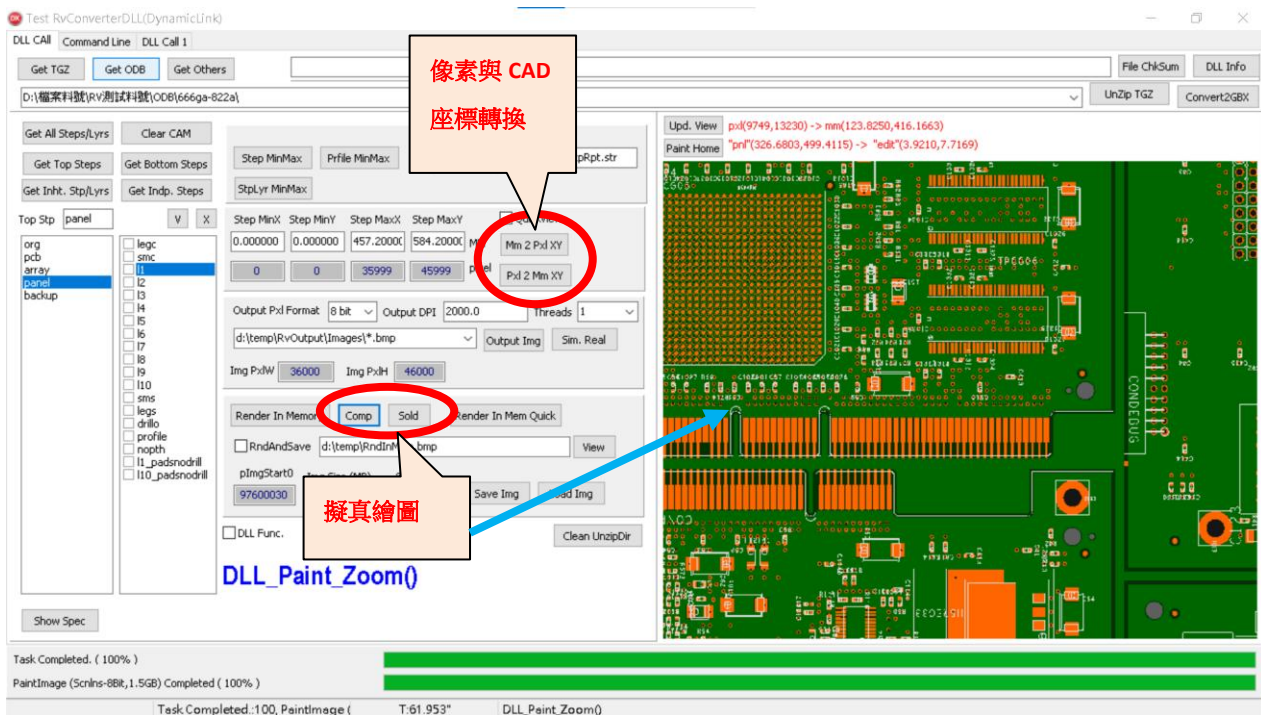 Test RvConverterDLL(DynamicLink)
DLL CAll Command Line DLL Call 1
Get TGZ Get ODB Get Others File ChkSum DLL Info
D:\檔案料號\RV測試料號\ODB\666ga-822a\ UnZip TGZ Convert2GBX
像素與 CAD
座標轉換
Get All Steps/Lyrs Clear CAM
Get Top Steps Get Bottom Steps
Get Inht. Stp/Lyrs Get Indp. Steps
Top Stp panel V X
org
pcb
array
panel
backup
legc
smc
l1
l2
l3
l4
l5
l6
l7
l8
l9
l10
sms
legs
drillo
profile
nopth
l1_padsnodrill
l10_padsnodrill
Show Spec
Step MinMax Prfile MinMax pRpt.str
StpLyr MinMax
Step MinX Step MinY Step MaxX Step MaxY
0.000000 0.000000 457.2000( 584.2000( Mm 2 Pxl XY
0 0 35999 45999 Pxl 2 Mm XY
Output Pxl Format 8 bit Output DPI 2000.0 Threads 1
d:\temp\RvOutput\Images\*.bmp Output Img Sim. Real
Img PxlW 36000 Img PxlH 46000
Render In Memor Comp Sold Render In Mem Quick
RndAndSave d:\temp\RndInM .bmp View
pImgStart0
97600030 Save Img ad Img
擬真繪圖
DLL Func. Clean UnzipDir
DLL_Paint_Zoom()
Upd. View pxl(9749,13230) -> mm(123.8250,416.1663)
Paint Home "pnl"(326.6803,499.4115) -> "edit"(3.9210,7.7169)
TPEG06
CONDEBUG
Task Completed. ( 100% )
PaintImage (ScnIns-8Bit,1.5GB) Completed ( 100% )
Task Completed.:100, PaintImage ( T:61.953" DLL_Paint_Zoom()